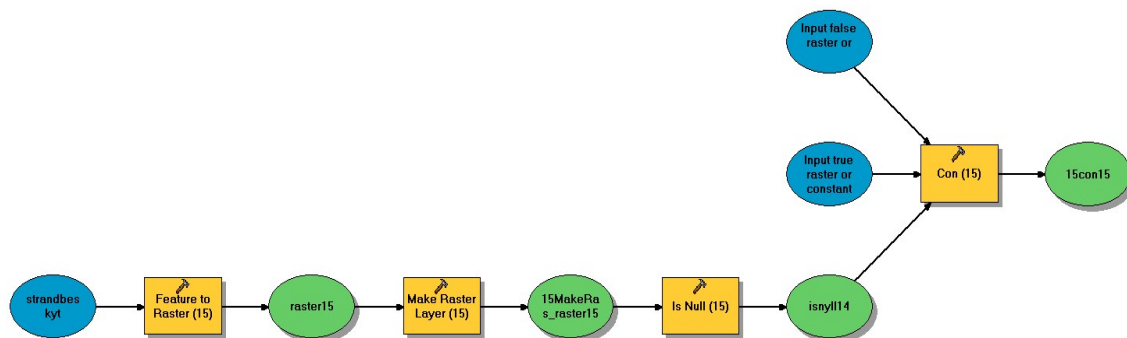 Input false
raster or
Input true
raster or
constant
Con (15)
15con15
strandbes
kyt
Feature to
Raster (15)
raster15
Make Raster
Layer (15)
15MakeRa
s_raster15
Is Null (15)
isnyll14